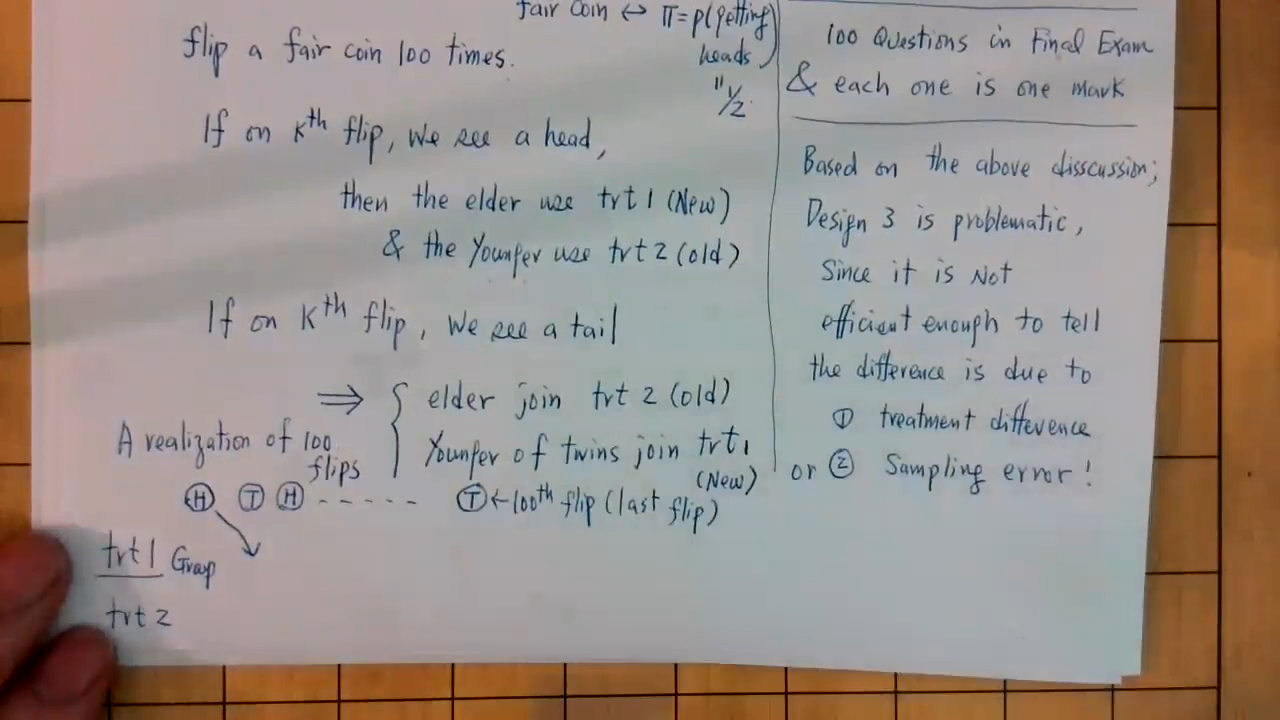 fair coin ↔ π = p(getting
heads)
" 1/2
flip a fair coin 100 times.
If on Kth flip, We see a head,
then the elder use trt 1 (New)
& the Younger use trt 2 (old)
If on Kth flip, We see a tail
⇒ { elder join trt 2 (old)
Younger of twins join trt 1
(New)
A realization of 100
flips
Ⓗ Ⓣ Ⓗ ----- Ⓣ ← 100th flip (last flip)
trt 1 Group
trt 2
100 Questions in Final Exam
& each one is one mark
Based on the above disscussion;
Design 3 is problematic,
Since it is Not
efficient enough to tell
the difference is due to
① treatment difference
or ② Sampling error!